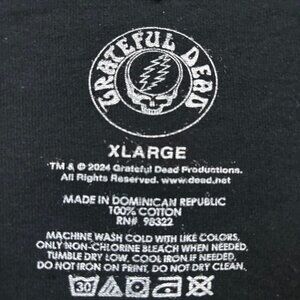 GRATEFUL DEAD
XLARGE
TM & © 2024 Grateful Dead Productions.
All Rights Reserved. www.dead.net
MADE IN DOMINICAN REPUBLIC
100% COTTON
RN# 98322
MACHINE WASH COLD WITH LIKE COLORS,
ONLY NON-CHLORINE BLEACH WHEN NEEDED,
TUMBLE DRY LOW, COOL IRON IF NEEDED,
DO NOT IRON ON PRINT, DO NOT DRY CLEAN.
30